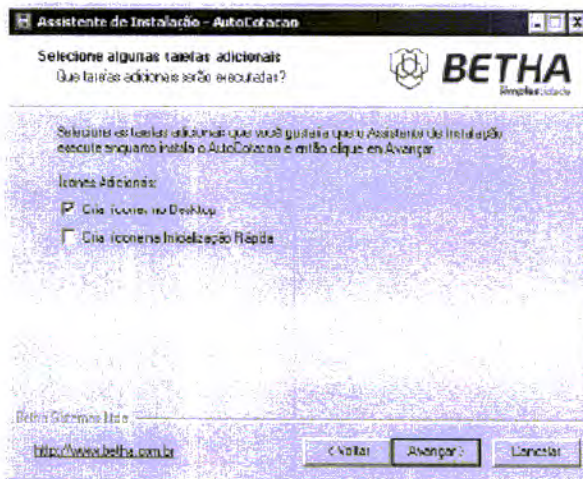 Assistente de Instalação - AutoCotacao
Selecione algumas tarefas adicionais
Que tarefas adicionais serão executadas?
BETHA
Simplescidade
Selecione as tarefas adicionais que você gostaria que o Assistente de Instalação
execute enquanto instala o AutoCotacao e então clique em Avançar.
Ícones Adicionais:
Criar ícones no Desktop
Criar ícone na Inicialização Rápida
Betha Sistemas Ltda
http://www.betha.com.br
< Voltar
Avançar >
Cancelar